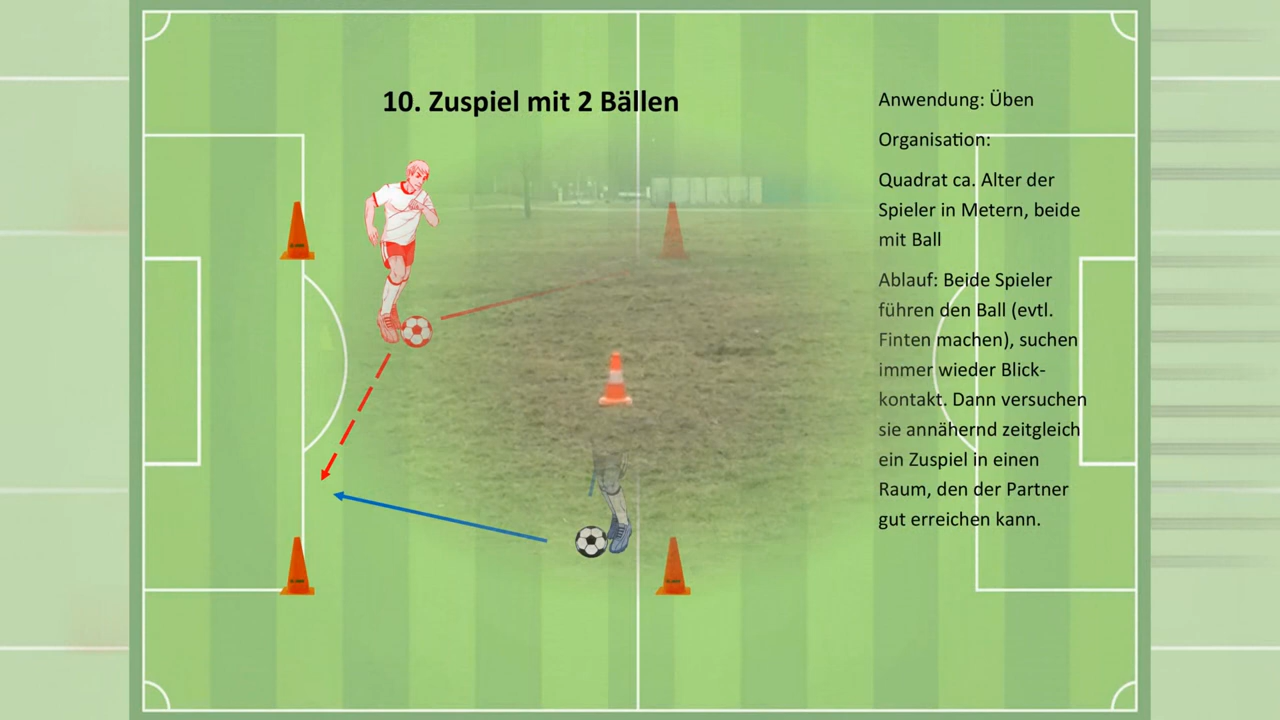 10. Zuspiel mit 2 Bällen
Anwendung: Üben
Organisation:
Quadrat ca. Alter der
Spieler in Metern, beide
mit Ball
Ablauf: Beide Spieler
führen den Ball (evtl.
Finten machen), suchen
immer wieder Blick-
kontakt. Dann versuchen
sie annähernd zeitgleich
ein Zuspiel in einen
Raum, den der Partner
gut erreichen kann.